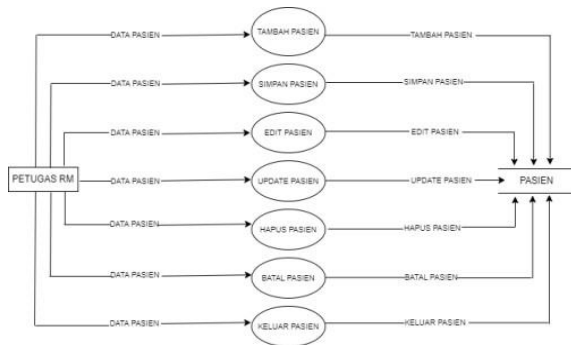 DATA PASIEN
TAMBAH PASIEN
TAMBAH PASIEN
DATA PASIEN
SIMPAN PASIEN
SIMPAN PASIEN
DATA PASIEN
EDIT PASIEN
EDIT PASIEN
PETUGAS RM
DATA PASIEN
UPDATE PASIEN
UPDATE PASIEN
PASIEN
DATA PASIEN
HAPUS PASIEN
HAPUS PASIEN
DATA PASIEN
BATAL PASIEN
BATAL PASIEN
DATA PASIEN
KELUAR PASIEN
KELUAR PASIEN